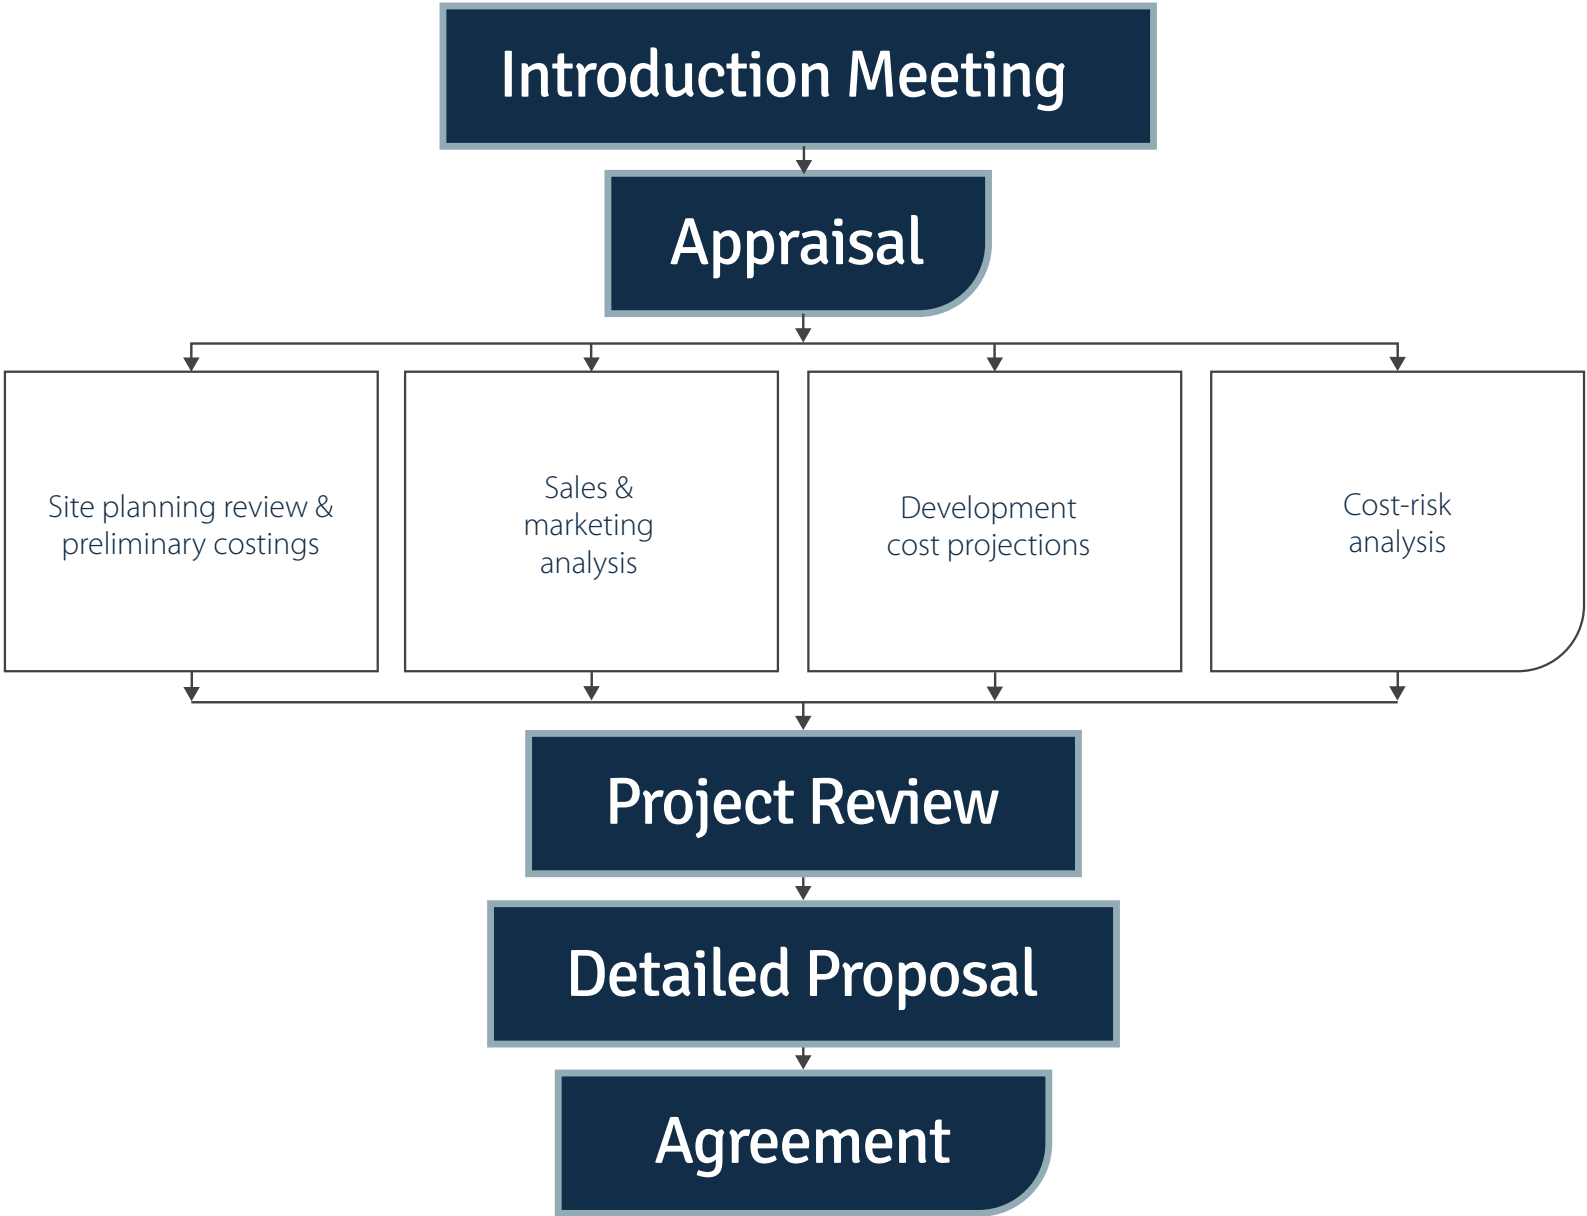 Introduction Meeting
Appraisal
Site planning review &
preliminary costings
Sales &
marketing
analysis
Development
cost projections
Cost-risk
analysis
Project Review
Detailed Proposal
Agreement